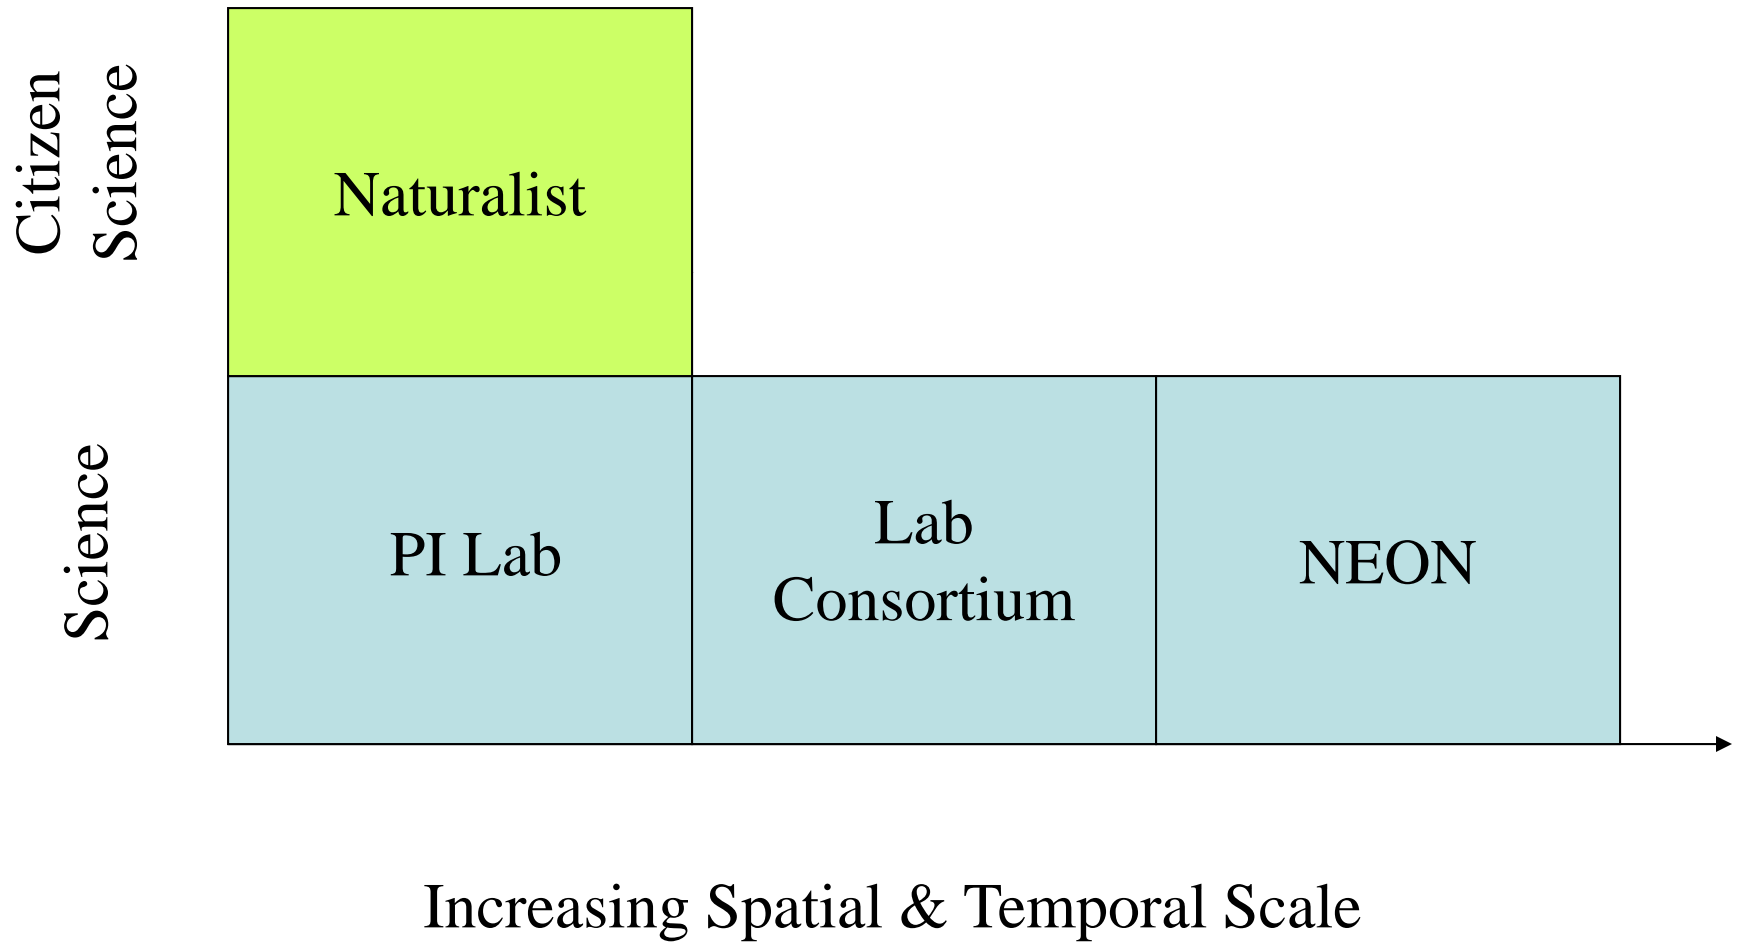 Citizen
Science
Naturalist
Science
PI Lab
Lab
Consortium
NEON
Increasing Spatial & Temporal Scale